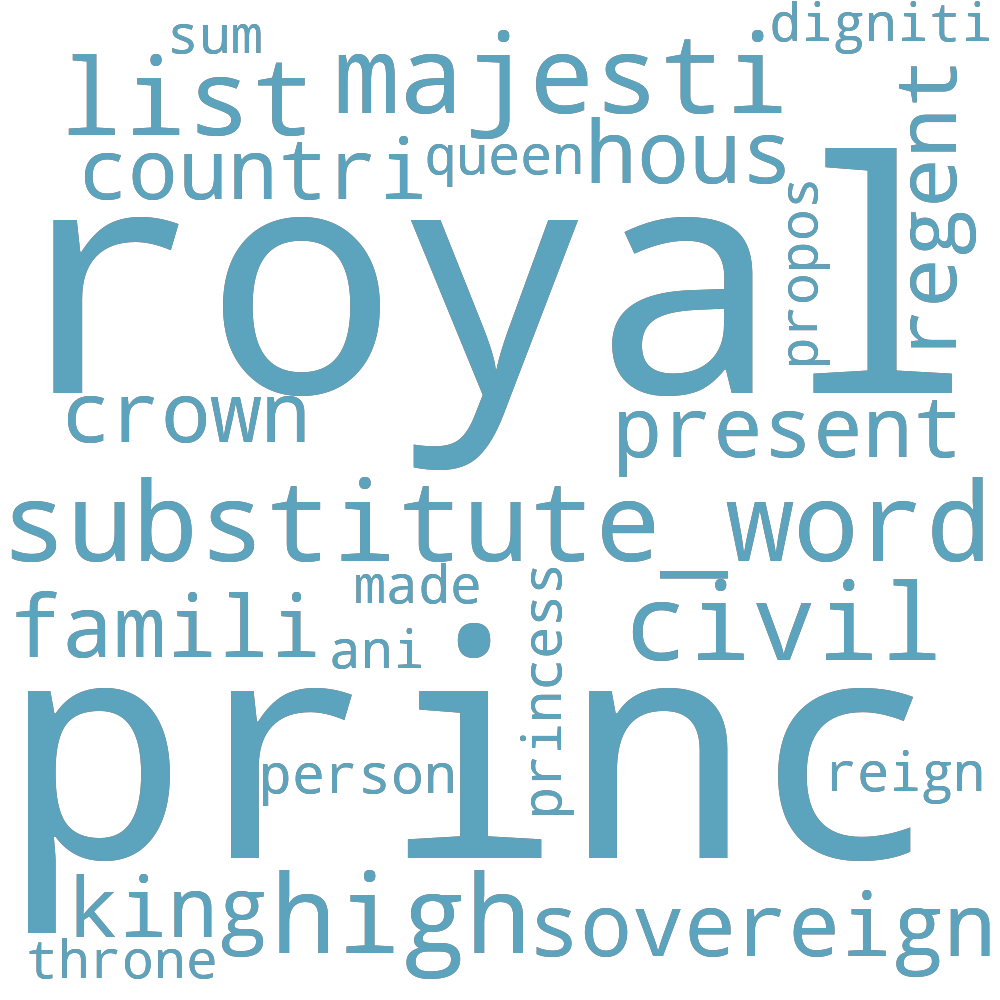 sum
digniti
list
majesti
regent
countri
queen
hous
royal
propos
crown
present
substitute_word
famili
made
ani
princess
civil
princ
person
reign
king
high
sovereign
throne